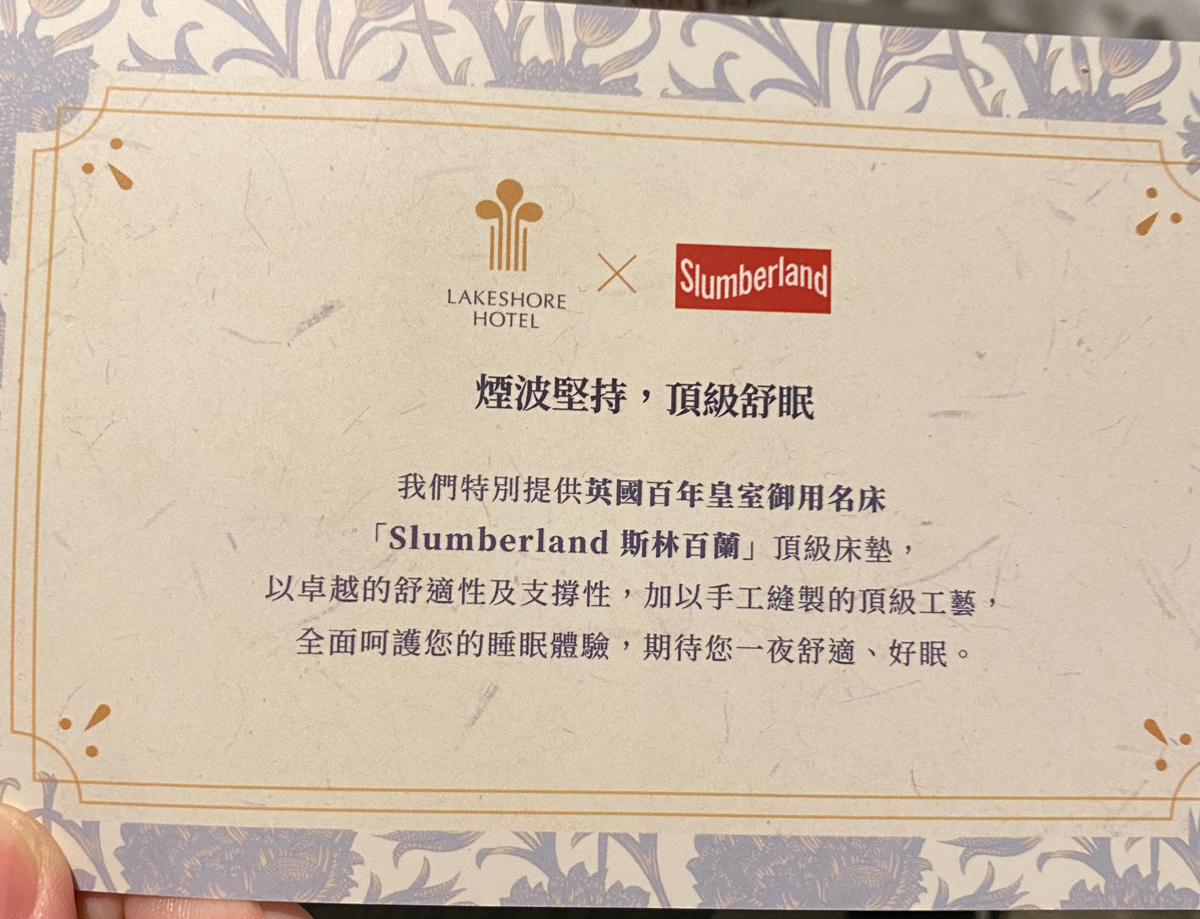 LAKESHORE
HOTEL
Slumberland
煙波堅持，頂級舒眠
我們特別提供英國百年皇室御用名床
「Slumberland 斯林百蘭」頂級床墊，
以卓越的舒適性及支撐性，加以手工縫製的頂級工藝，
全面呵護您的睡眠體驗，期待您一夜舒適、好眠。